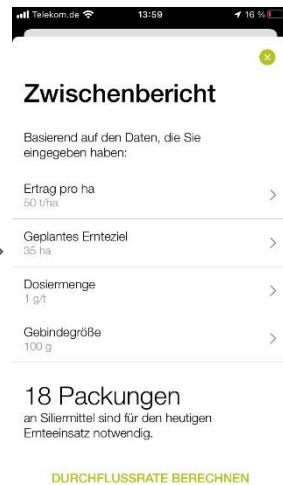 Telekom.de 13:59 16 %
Zwischenbericht
Basierend auf den Daten, die Sie
eingegeben haben:
Ertrag pro ha
50 t/ha
Geplantes Ernteziel
35 ha
Dosiermenge
1 g/t
Gebindegröße
100 g
18 Packungen
an Siliermittel sind für den heutigen
Ernteeinsatz notwendig.
DURCHFLUSSRATE BERECHNEN